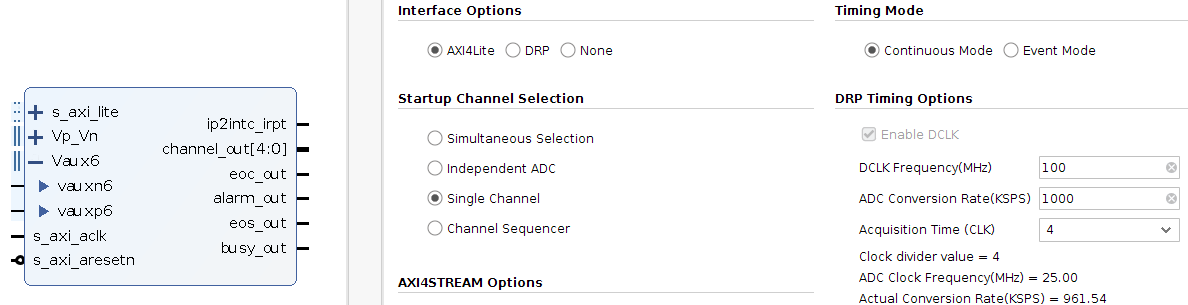 s_axi_lite
Vp_Vn
Vaux6
vauxn6
vauxp6
s_axi_aclk
s_axi_aresetn
ip2intc_irpt
channel_out[4:0]
eoc_out
alarm_out
eos_out
busy_out
Interface Options
AXI4Lite DRP None
Startup Channel Selection
Simultaneous Selection
Independent ADC
Single Channel
Channel Sequencer
AXI4STREAM Options
Timing Mode
Continuous Mode Event Mode
DRP Timing Options
Enable DCLK
DCLK Frequency(MHz) 100
ADC Conversion Rate(KSPS) 1000
Acquisition Time (CLK) 4
Clock divider value = 4
ADC Clock Frequency(MHz) = 25.00
Actual Conversion Rate(KSPS) = 961.54